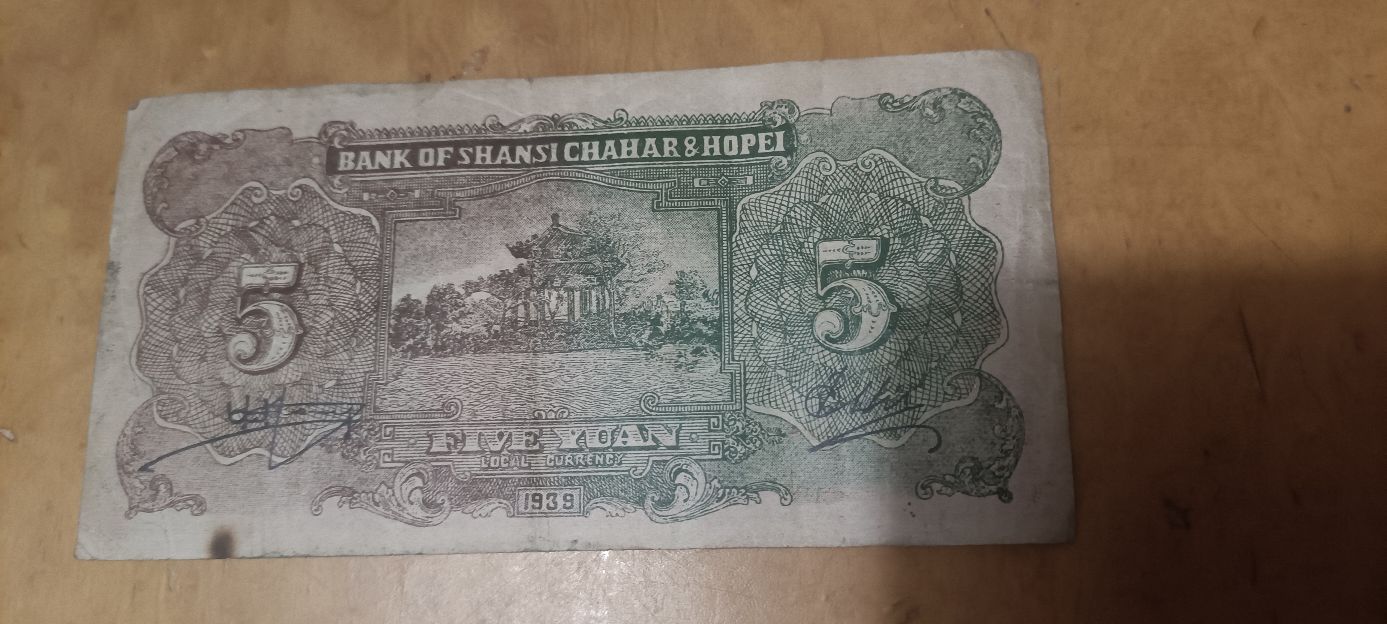 BANK OF SHANSI CHAHAR & HOPEI
5
5
FIVE YUAN
LOCAL CURRENCY
1939